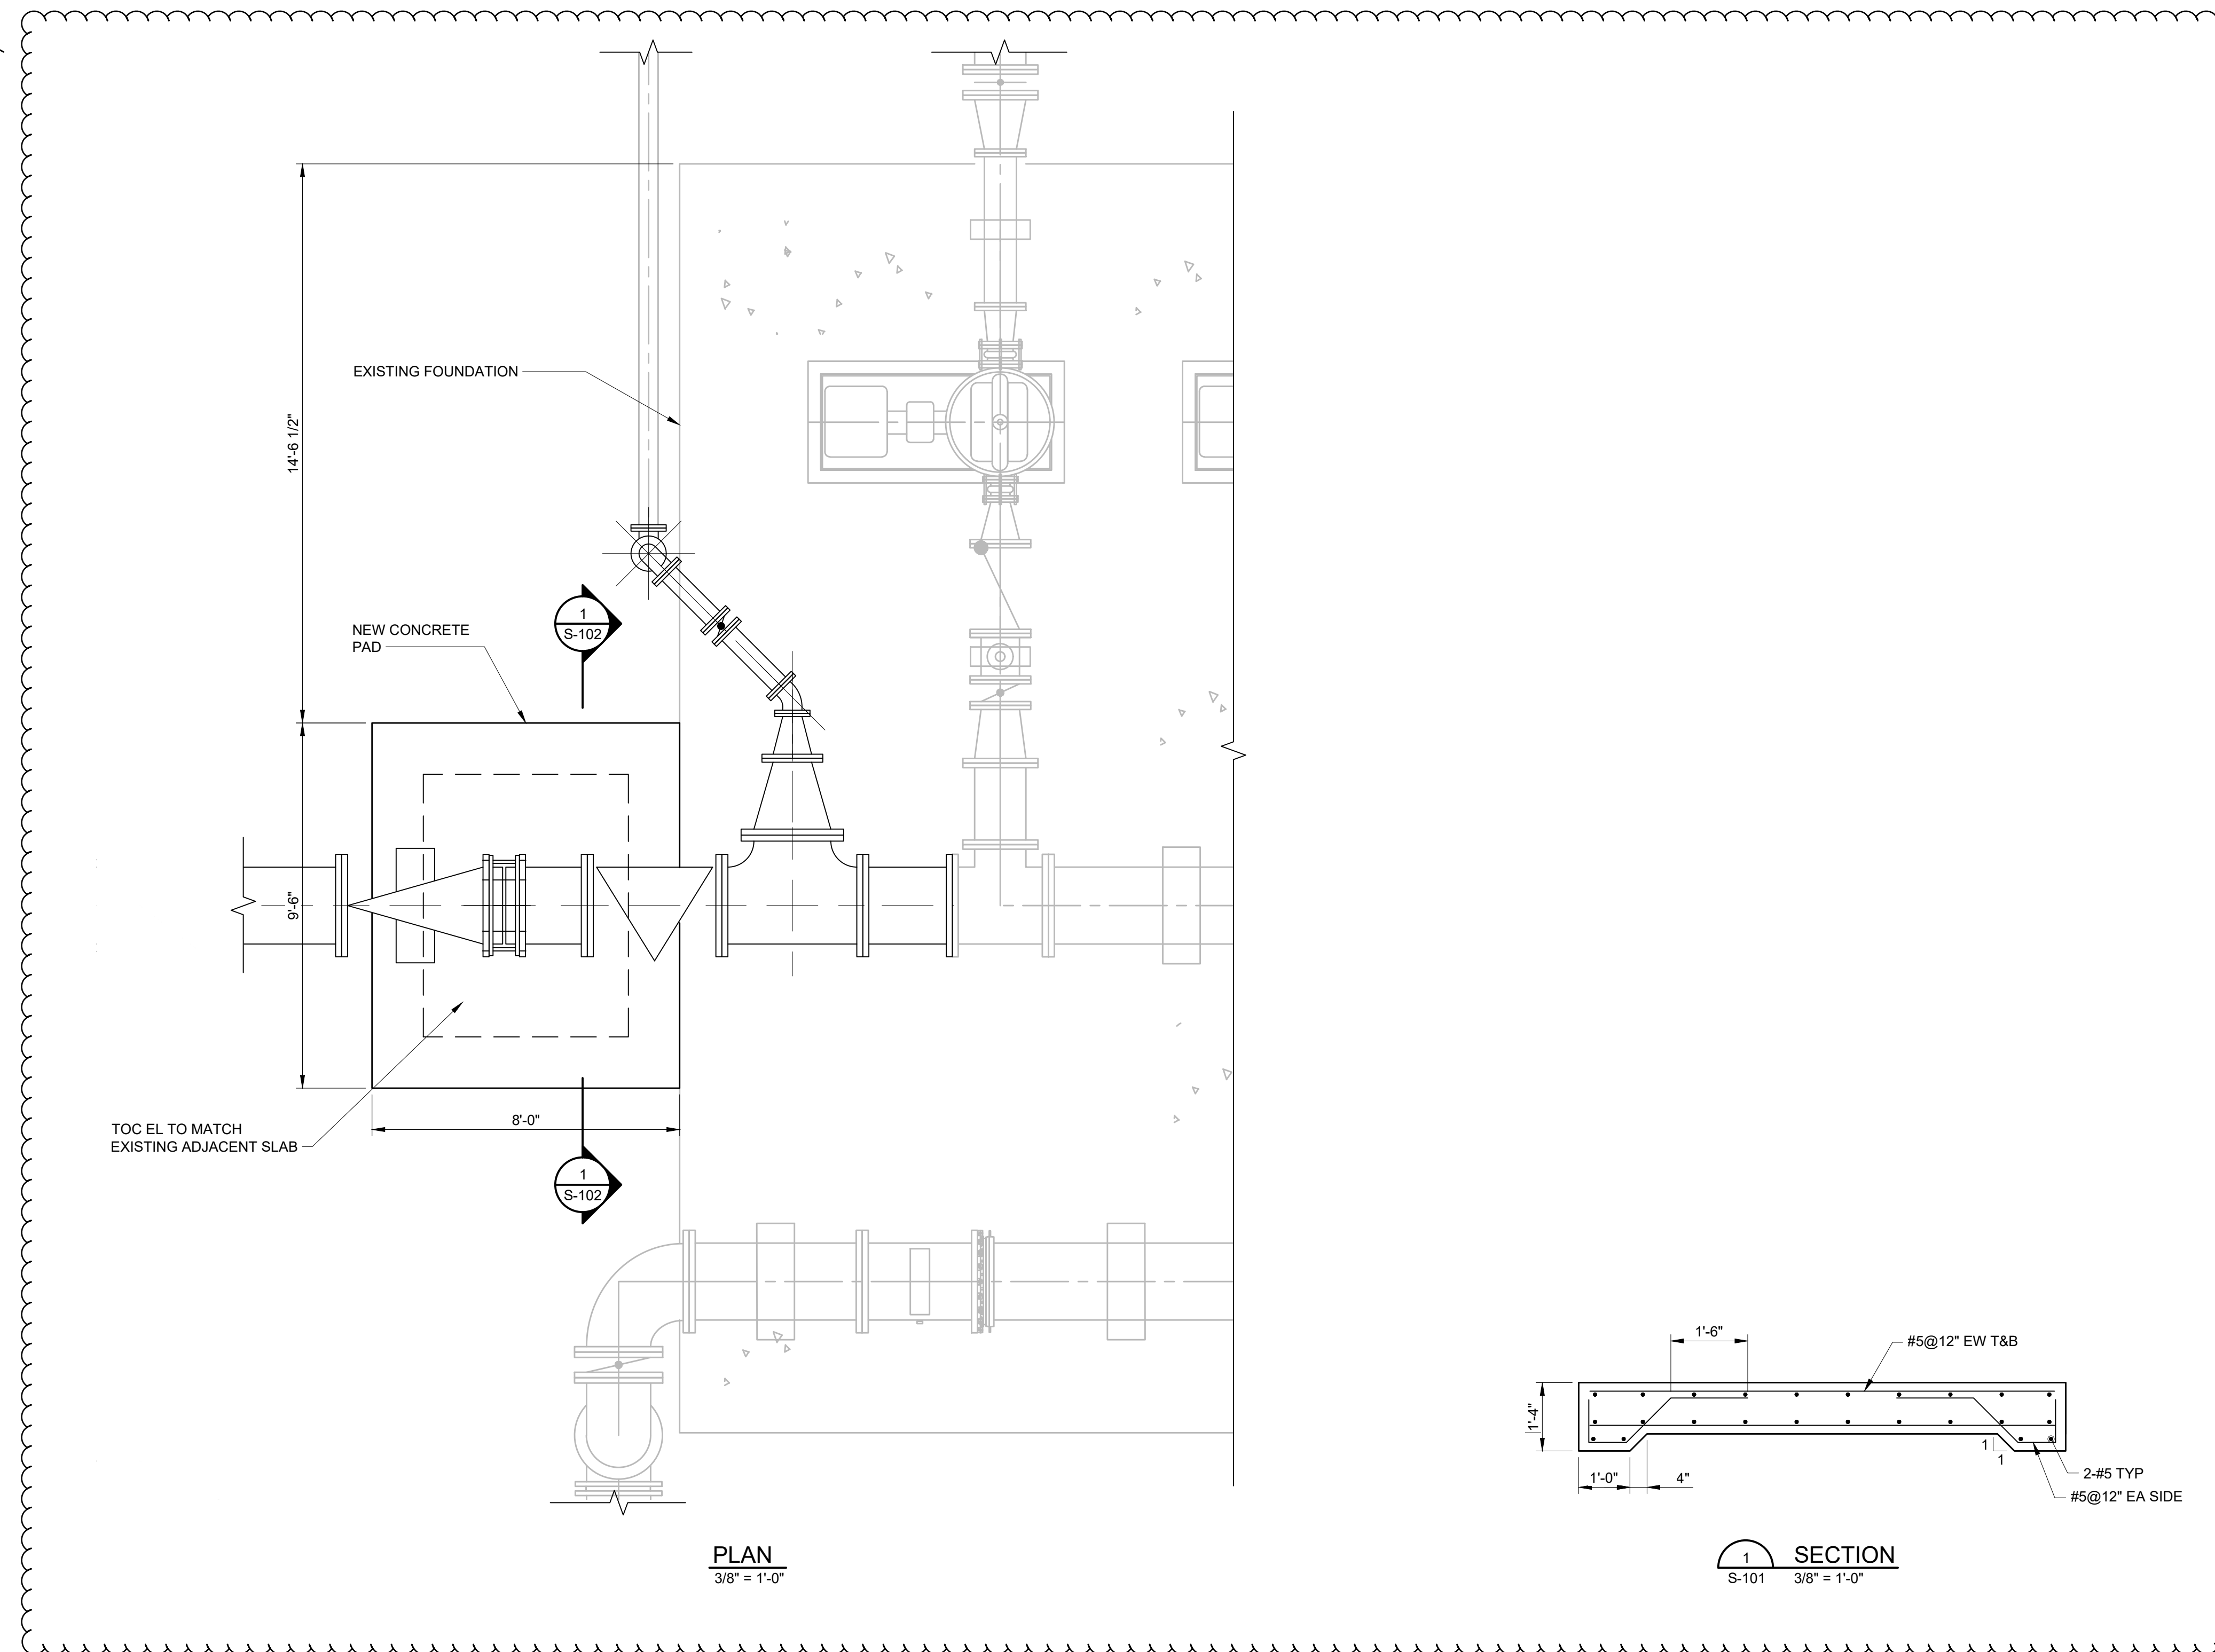 14'-6 1/2"
EXISTING FOUNDATION
1
S-102
NEW CONCRETE
PAD
9'-6"
8'-0"
TOC EL TO MATCH
EXISTING ADJACENT SLAB
1
S-102
PLAN
3/8" = 1'-0"
1'-6"
#5@12" EW T&B
1'-4"
1
1
1'-0"
4"
2-#5 TYP
#5@12" EA SIDE
1
S-101
SECTION
3/8" = 1'-0"